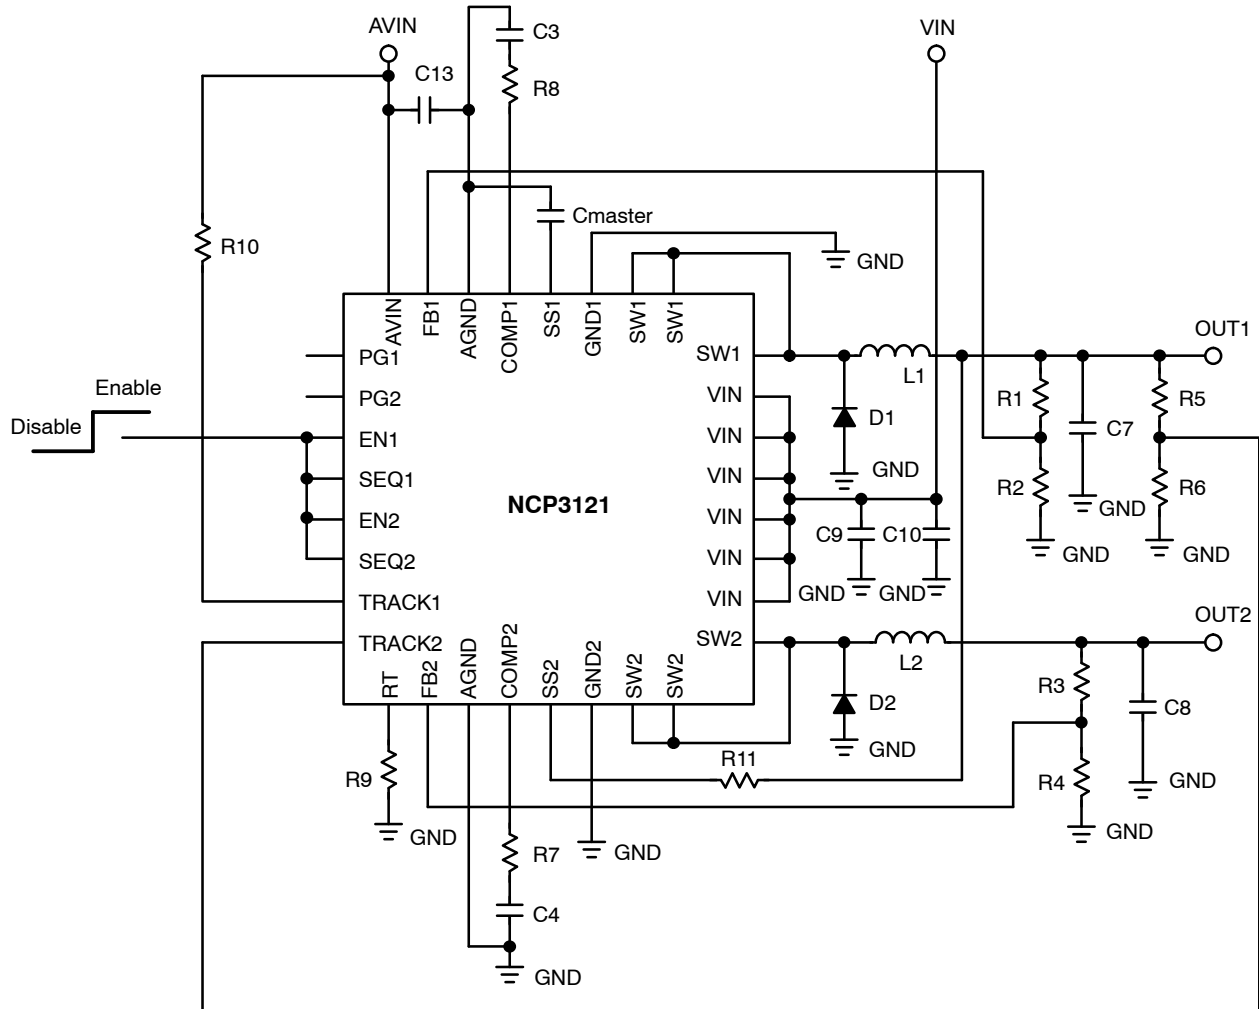 AVIN
C3
VIN
C13
R8
Cmaster
R10
GND
AVIN
FB1
AGND
COMP1
SS1
GND1
SW1
SW1
OUT1
PG1
SW1
L1
Enable
PG2
VIN
R1
R5
Disable
D1
C7
EN1
VIN
GND
SEQ1
VIN
R2
R6
NCP3121
GND
EN2
VIN
C9
C10
GND
GND
SEQ2
VIN
GND
GND
TRACK1
VIN
OUT2
TRACK2
SW2
L2
RT
FB2
AGND
COMP2
SS2
GND2
SW2
SW2
R3
D2
C8
GND
R11
R9
R4
GND
GND
GND
R7
GND
C4
GND